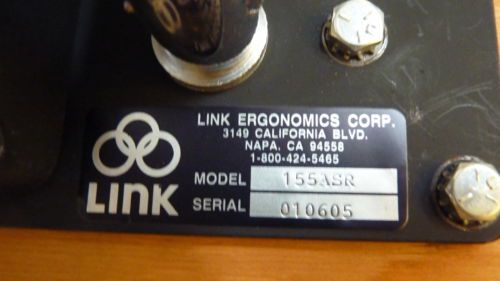 LINK ERGONOMICS CORP.
3149 CALIFORNIA BLVD.
NAPA, CA 94558
1-800-424-5465
LINK
MODEL 155ASR
SERIAL 010605